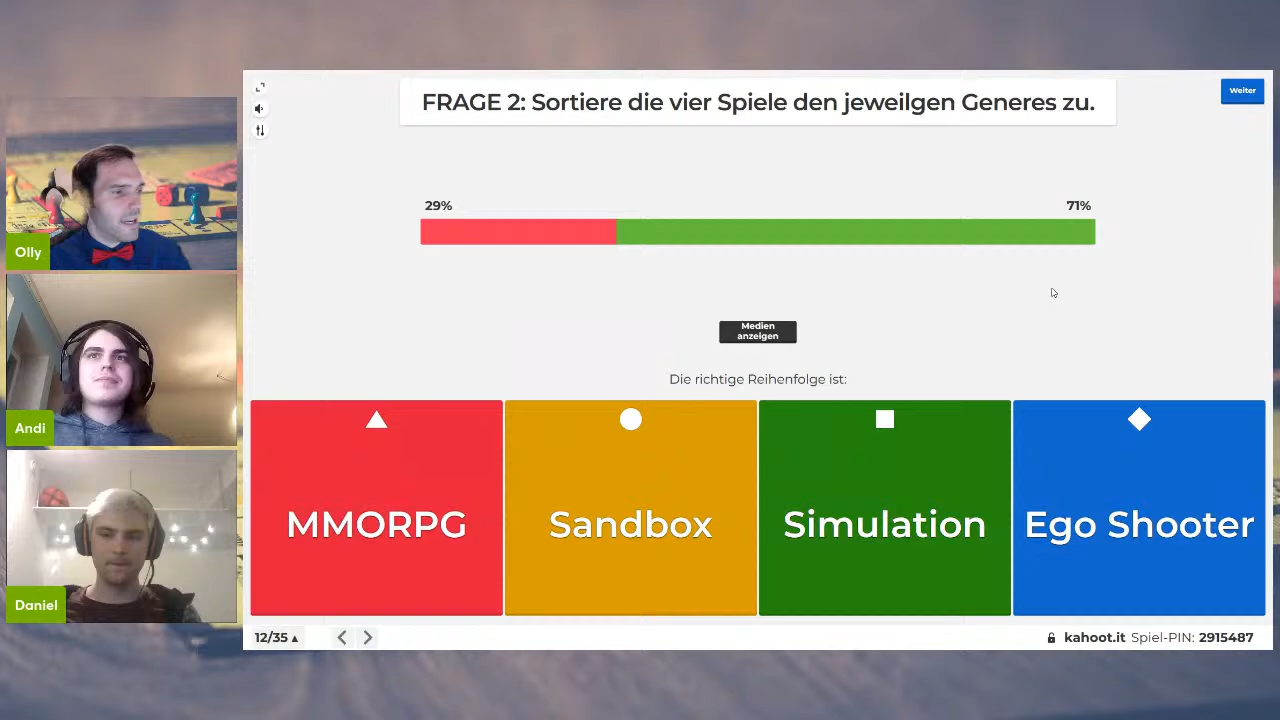 FRAGE 2: Sortiere die vier Spiele den jeweilgen Generes zu.
Weiter
29%
71%
Olly
Medien
anzeigen
Die richtige Reihenfolge ist:
Andi
MMORPG
Sandbox
Simulation
Ego Shooter
Daniel
12/35
kahoot.it Spiel-PIN: 2915487